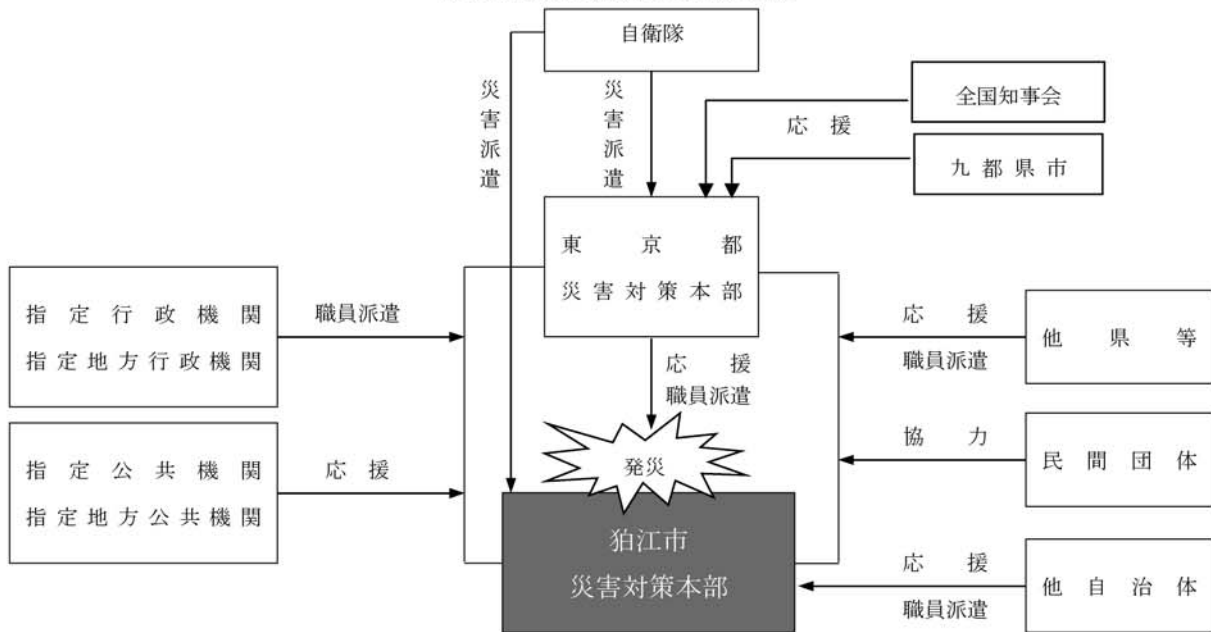 自衛隊
災害派遣
災害派遣
全国知事会
応援
九都県市
東京都
災害対策本部
指定行政機関
指定地方行政機関
職員派遣
応援
職員派遣
他県等
応援
職員派遣
指定公共機関
指定地方公共機関
応援
発災
協力
民間団体
狛江市
災害対策本部
応援
職員派遣
他自治体